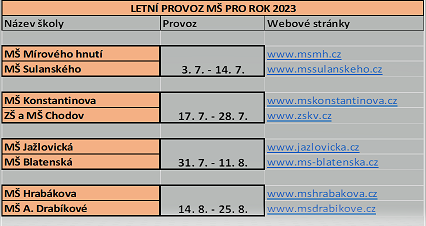 LETNÍ PROVOZ MŠ PRO ROK 2023
Název školy Provoz Webové stránky
MŠ Mírového hnutí www.msmh.cz
MŠ Sulanského 3. 7. - 14. 7. www.mssulanskeho.cz
MŠ Konstantinova www.mskonstantinova.cz
ZŠ a MŠ Chodov 17. 7. - 28. 7. www.zskv.cz
MŠ Jažlovická www.jazlovicka.cz
MŠ Blatenská 31. 7. - 11. 8. www.ms-blatenska.cz
MŠ Hrabákova www.mshrabakova.cz
MŠ A. Drabíkové 14. 8. - 25. 8. www.msdrabikove.cz